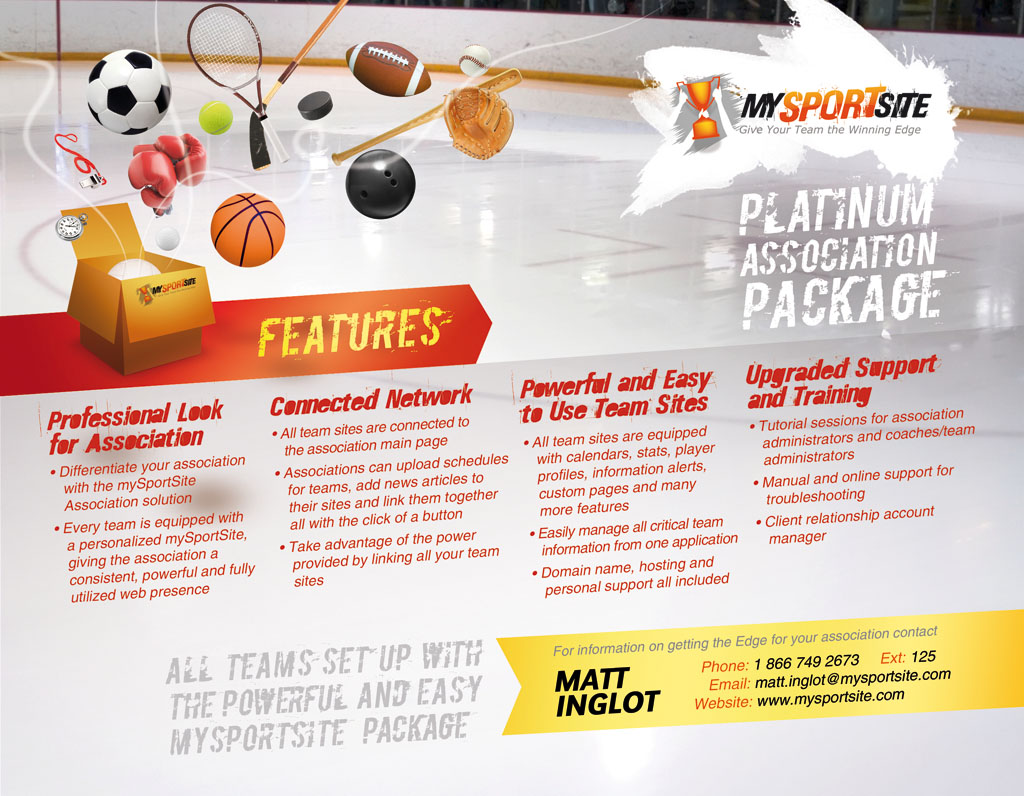 MYSPORTSITE
Give Your Team the Winning Edge
PLATINUM
ASSOCIATION
PACKAGE
MYSPORTSITE
FEATURES
Professional Look
for Association
• Differentiate your association
with the mySportSite
Association solution
• Every team is equipped with
a personalized mySportSite,
giving the association a
consistent, powerful and fully
utilized web presence
Connected Network
• All team sites are connected to
the association main page
• Associations can upload schedules
for teams, add news articles to
their sites and link them together
all with the click of a button
• Take advantage of the power
provided by linking all your team
sites
Powerful and Easy
to Use Team Sites
• All team sites are equipped
with calendars, stats, player
profiles, information alerts,
custom pages and many
more features
• Easily manage all critical team
information from one application
• Domain name, hosting and
personal support all included
Upgraded Support
and Training
• Tutorial sessions for association
administrators and coaches/team
administrators
• Manual and online support for
troubleshooting
• Client relationship account
manager
ALL TEAMS SET UP WITH
THE POWERFUL AND EASY
MYSPORTSITE PACKAGE
For information on getting the Edge for your association contact
MATT
INGLOT
Phone: 1 866 749 2673 Ext: 125
Email: matt.inglot@mysportsite.com
Website: www.mysportsite.com